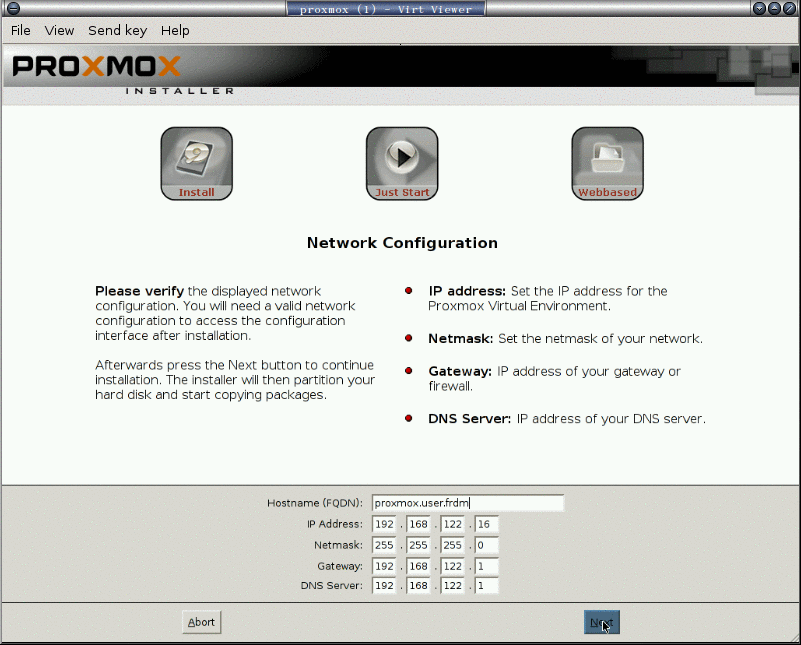 proxmox (1) - Virt Viewer
File View Send key Help
PROXMOX
INSTALLER
Install
Just Start
Webbased
Network Configuration
Please verify the displayed network
configuration. You will need a valid network
configuration to access the configuration
interface after installation.
Afterwards press the Next button to continue
installation. The installer will then partition your
hard disk and start copying packages.
IP address: Set the IP address for the
Proxmox Virtual Environment.
Netmask: Set the netmask of your network.
Gateway: IP address of your gateway or
firewall.
DNS Server: IP address of your DNS server.
Hostname (FQDN): proxmox.user.frdm
IP Address: 192 . 168 . 122 . 16
Netmask: 255 . 255 . 255 . 0
Gateway: 192 . 168 . 122 . 1
DNS Server: 192 . 168 . 122 . 1
Abort
Next